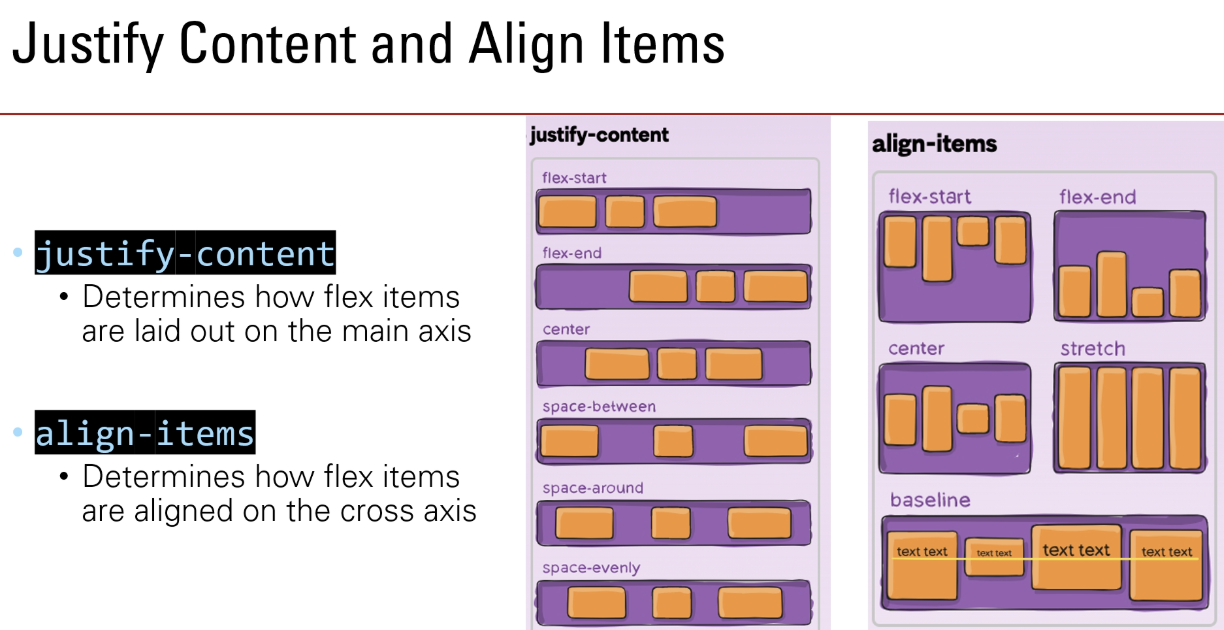 Justify Content and Align Items
• justify-content
• Determines how flex items
are laid out on the main axis
• align-items
• Determines how flex items
are aligned on the cross axis
justify-content
flex-start
flex-end
center
space-between
space-around
space-evenly
align-items
flex-start
flex-end
center
stretch
baseline
text text
text text
text text
text text